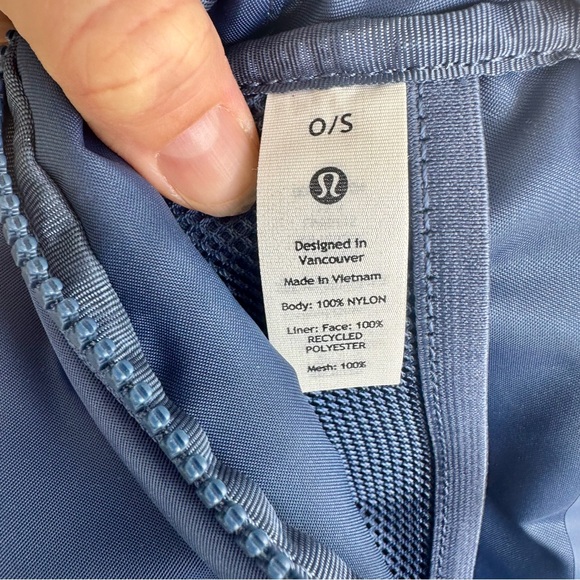 O/S
Designed in
Vancouver
Made in Vietnam
Body: 100% NYLON
Liner: Face: 100%
RECYCLED
POLYESTER
Mesh: 100%